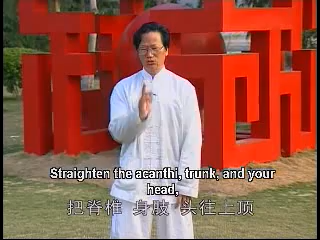 Straighten the acanthi, trunk, and your
head,
把脊椎 身肢 头往上顶